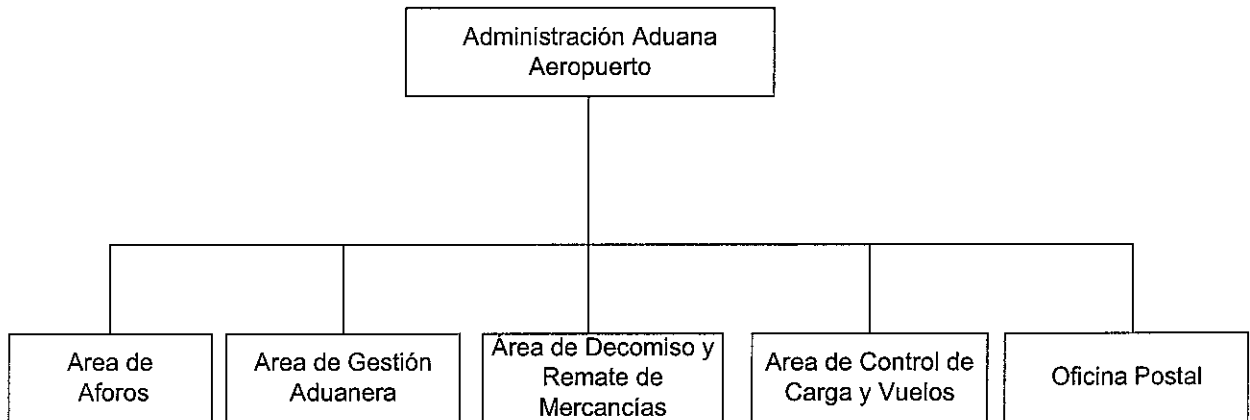 Administración Aduana
Aeropuerto
Area de
Aforos
Area de Gestión
Aduanera
Área de Decomiso y
Remate de
Mercancías
Area de Control de
Carga y Vuelos
Oficina Postal